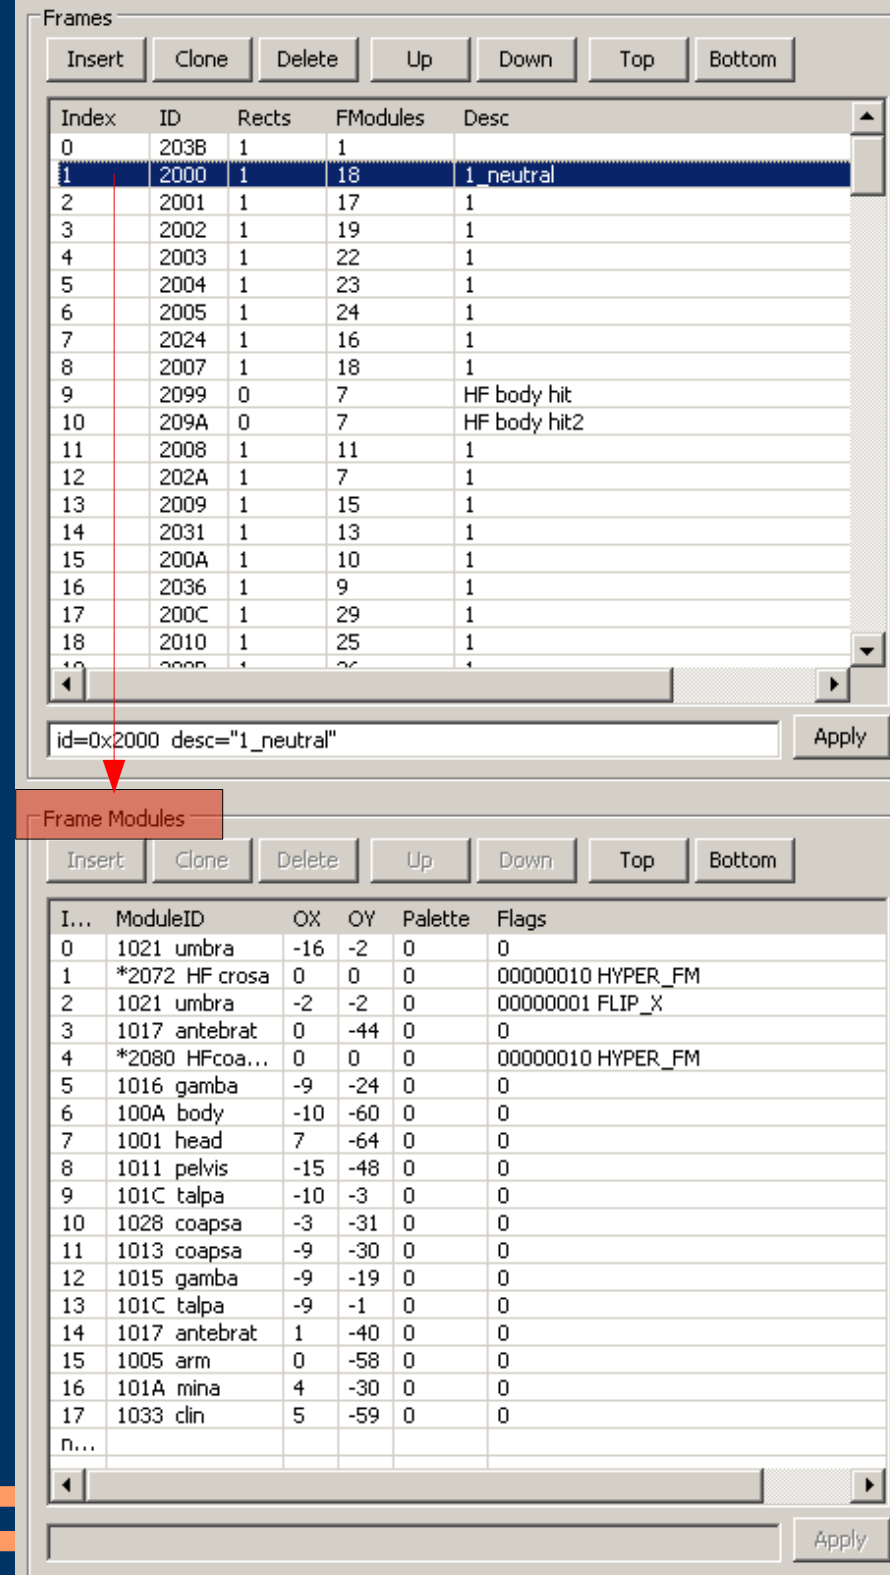 Frames
Insert Clone Delete Up Down Top Bottom
Index ID Rects FModules Desc
0 203B 1 1
1 2000 1 18 1_neutral
2 2001 1 17 1
3 2002 1 19 1
4 2003 1 22 1
5 2004 1 23 1
6 2005 1 24 1
7 2024 1 16 1
8 2007 1 18 1
9 2099 0 7 HF body hit
10 209A 0 7 HF body hit2
11 2008 1 11 1
12 202A 1 7 1
13 2009 1 15 1
14 2031 1 13 1
15 200A 1 10 1
16 2036 1 9 1
17 200C 1 29 1
18 2010 1 25 1
id=0x2000 desc="1_neutral" Apply
Frame Modules
Insert Clone Delete Up Down Top Bottom
I... ModuleID OX OY Palette Flags
0 1021 umbra -16 -2 0 0
1 *2072 HF crosa 0 0 0 00000010 HYPER_FM
2 1021 umbra -2 -2 0 00000001 FLIP_X
3 1017 antebrat 0 -44 0 0
4 *2080 HFcoa... 0 0 0 00000010 HYPER_FM
5 1016 gamba -9 -24 0 0
6 100A body -10 -60 0 0
7 1001 head 7 -64 0 0
8 1011 pelvis -15 -48 0 0
9 101C talpa -10 -3 0 0
10 1028 coapsa -3 -31 0 0
11 1013 coapsa -9 -30 0 0
12 1015 gamba -9 -19 0 0
13 101C talpa -9 -1 0 0
14 1017 antebrat 1 -40 0 0
15 1005 arm 0 -58 0 0
16 101A mina 4 -30 0 0
17 1033 clin 5 -59 0 0
n...
Apply